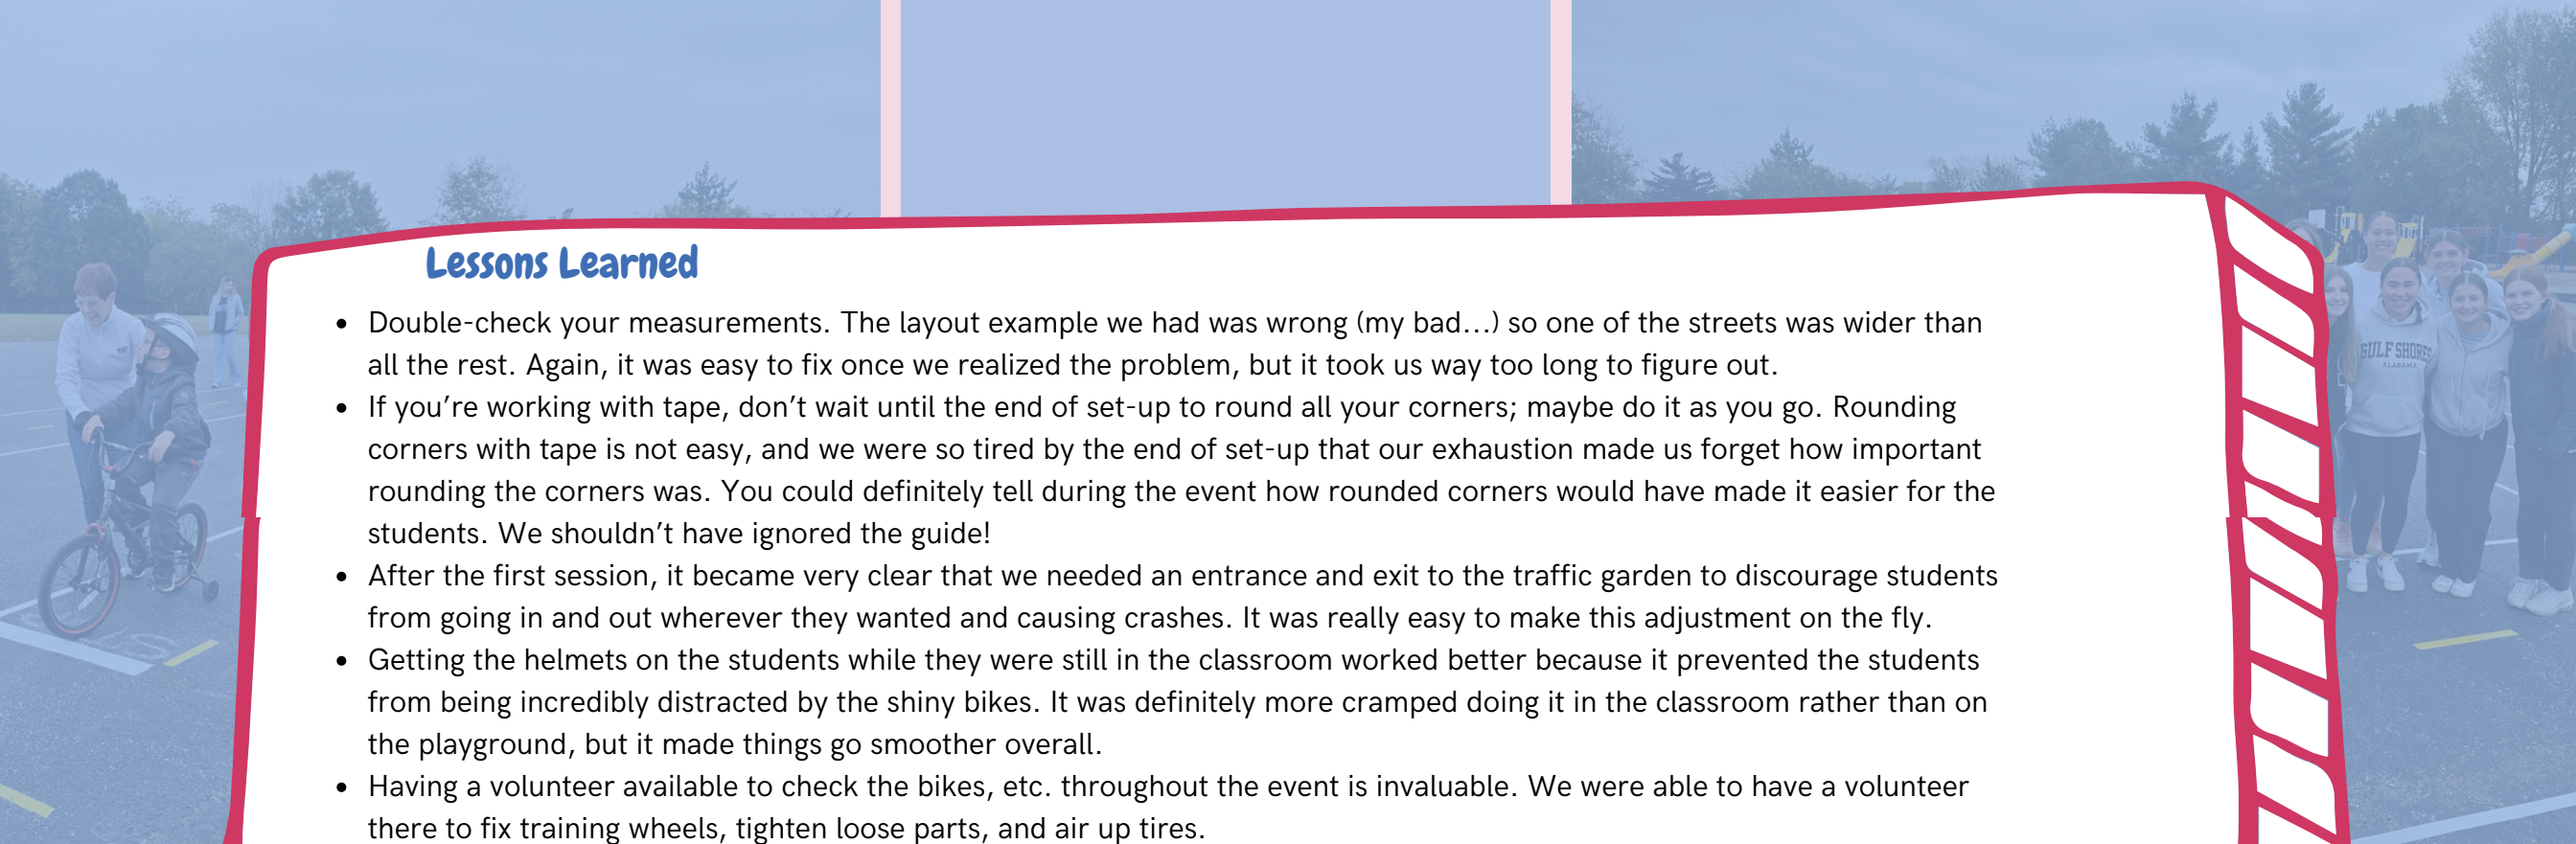 Lessons Learned
• Double-check your measurements. The layout example we had was wrong (my bad...) so one of the streets was wider than
all the rest. Again, it was easy to fix once we realized the problem, but it took us way too long to figure out.
• If you’re working with tape, don’t wait until the end of set-up to round all your corners; maybe do it as you go. Rounding
corners with tape is not easy, and we were so tired by the end of set-up that our exhaustion made us forget how important
rounding the corners was. You could definitely tell during the event how rounded corners would have made it easier for the
students. We shouldn’t have ignored the guide!
• After the first session, it became very clear that we needed an entrance and exit to the traffic garden to discourage students
from going in and out wherever they wanted and causing crashes. It was really easy to make this adjustment on the fly.
• Getting the helmets on the students while they were still in the classroom worked better because it prevented the students
from being incredibly distracted by the shiny bikes. It was definitely more cramped doing it in the classroom rather than on
the playground, but it made things go smoother overall.
• Having a volunteer available to check the bikes, etc. throughout the event is invaluable. We were able to have a volunteer
there to fix training wheels, tighten loose parts, and air up tires.
GULF SHORES
ALABAMA